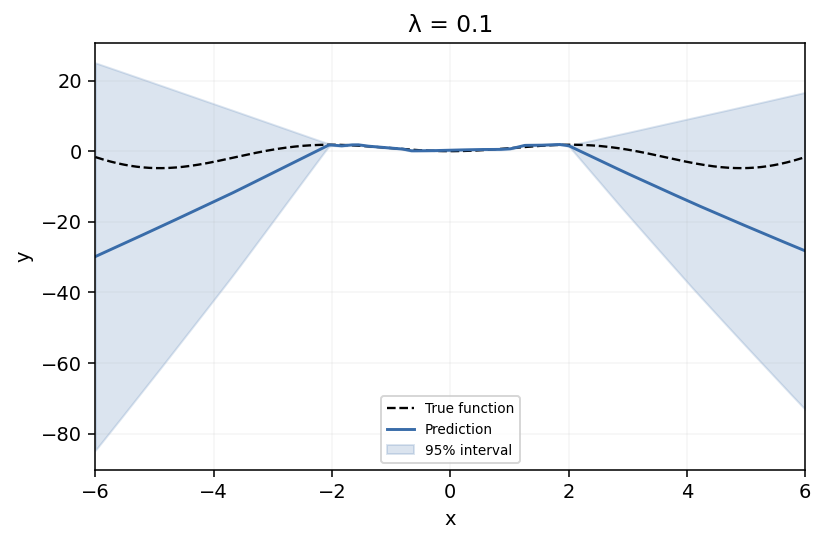 λ = 0.1
20
0
−20
−40
−60
−80
y
True function
Prediction
95% interval
−6
−4
−2
0
2
4
6
x